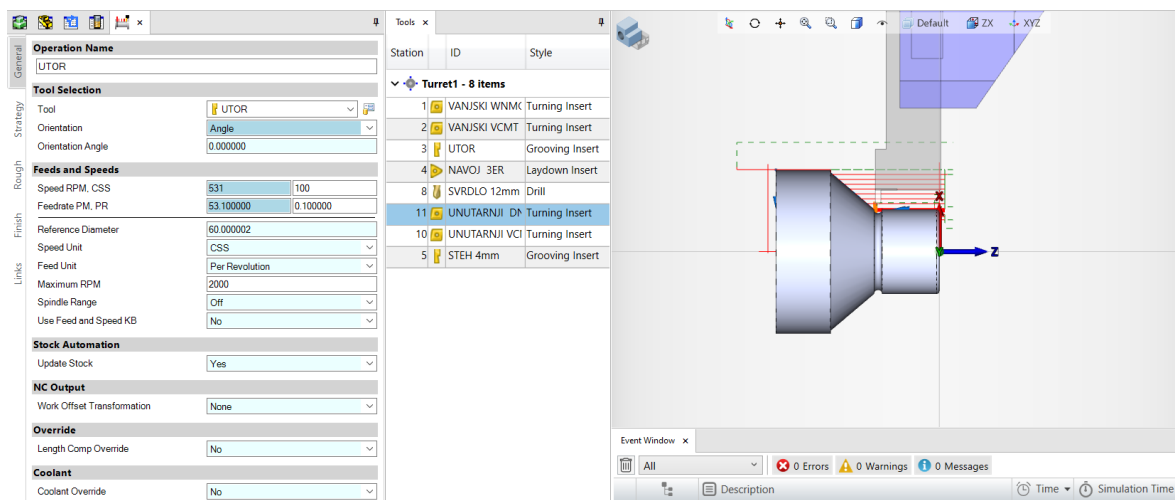 Tools
Default
ZX
XYZ
General
Strategy
Rough
Finish
Links
Operation Name
UTOR
Tool Selection
Tool UTOR
Orientation Angle
Orientation Angle 0.000000
Feeds and Speeds
Speed RPM, CSS 531 100
Feedrate PM, PR 53.100000 0.100000
Reference Diameter 60.000002
Speed Unit CSS
Feed Unit Per Revolution
Maximum RPM 2000
Spindle Range Off
Use Feed and Speed KB No
Stock Automation
Update Stock Yes
NC Output
Work Offset Transformation None
Override
Length Comp Override No
Coolant
Coolant Override No
Station ID Style
Turret1 - 8 items
1 VANJSKI WNM( Turning Insert
2 VANJSKI VCMT Turning Insert
3 UTOR Grooving Insert
4 NAVOJ 3ER Laydown Insert
8 SVRDLO 12mm Drill
11 UNUTARNJI DN Turning Insert
10 UNUTARNJI VCI Turning Insert
5 STEH 4mm Grooving Insert
X
Z
Event Window
All 0 Errors 0 Warnings 0 Messages
Description Time Simulation Time